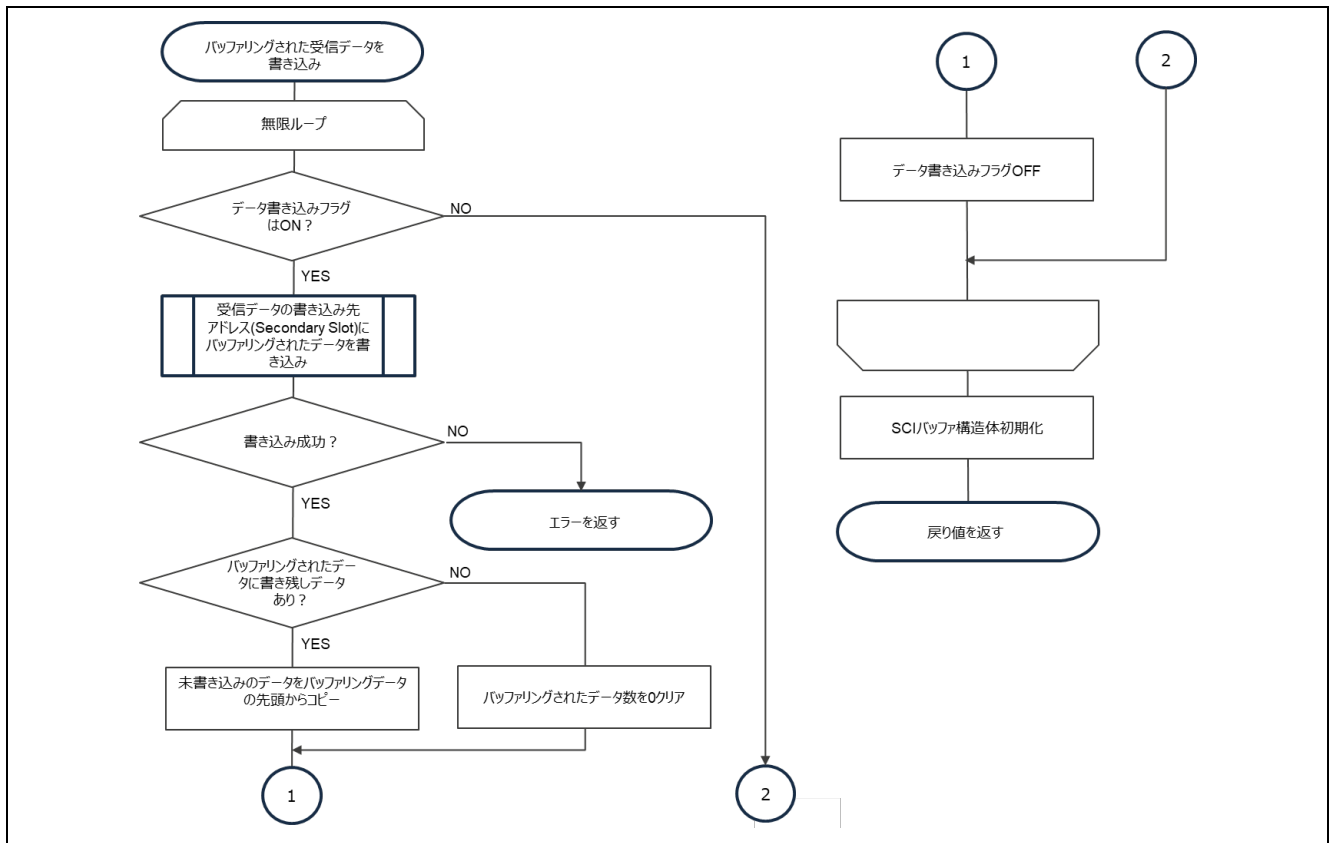 バッファリングされた受信データを
書き込み
無限ループ
データ書き込みフラグ
はON？
NO
YES
受信データの書き込み先
アドレス(Secondary Slot)に
バッファリングされたデータを書
き込み
書き込み成功？
NO
YES
エラーを返す
バッファリングされたデー
タに書き残しデータ
あり？
NO
YES
未書き込みのデータをバッファリングデータ
の先頭からコピー
バッファリングされたデータ数を0クリア
1
2
1
2
データ書き込みフラグOFF
SCIバッファ構造体初期化
戻り値を返す